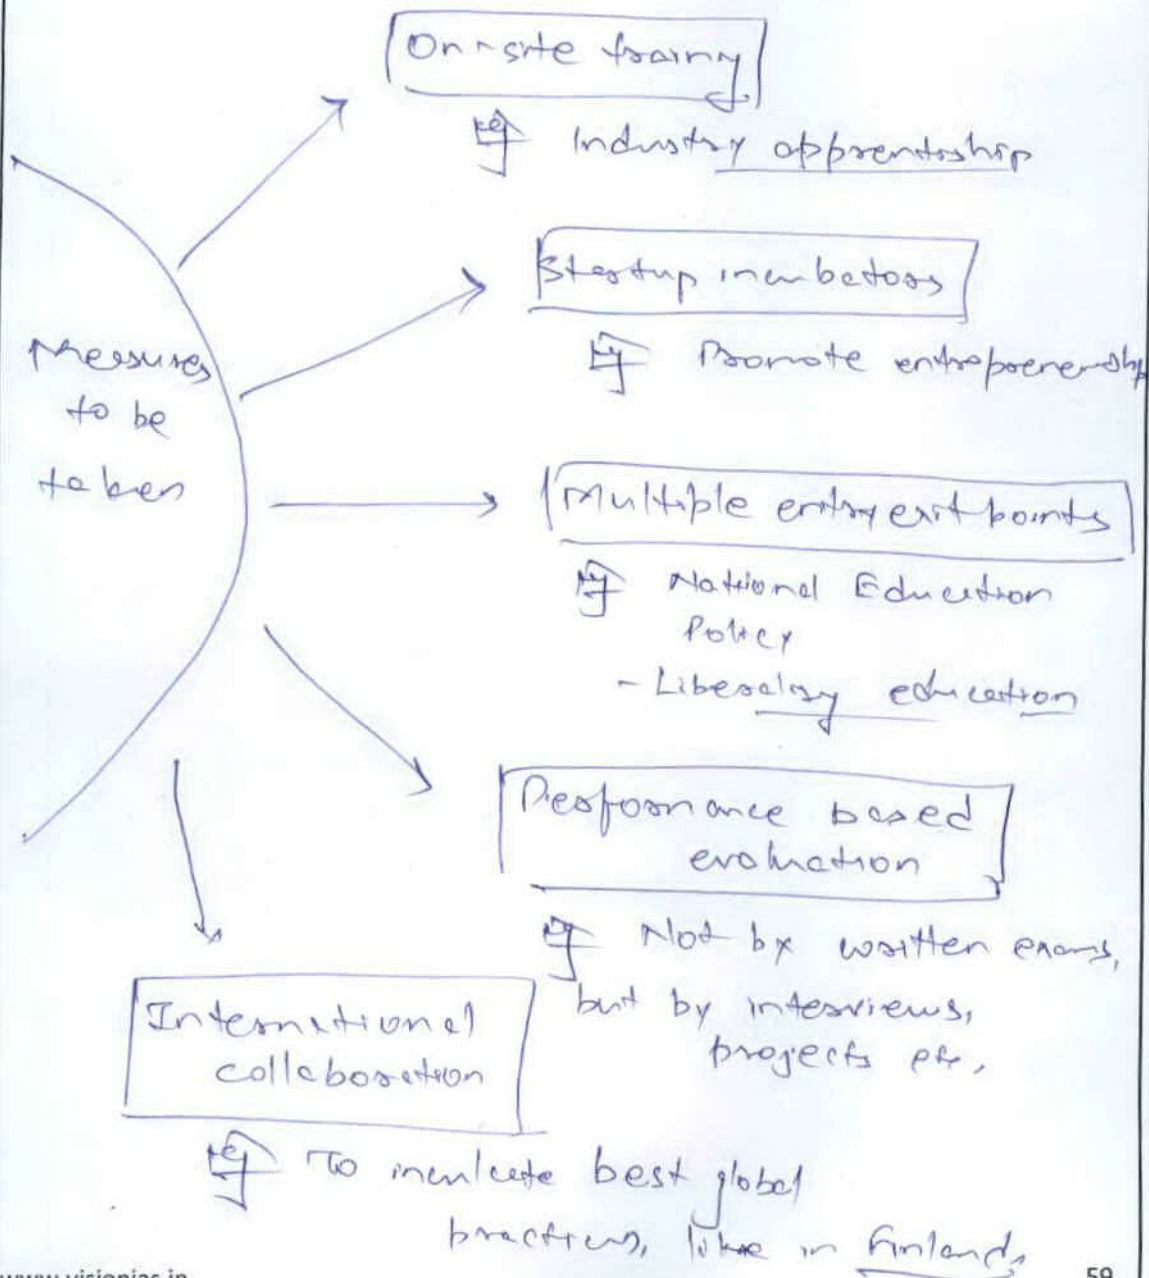 On-site training
Eg Industry apprenticeship
Startup incubators
Eg Promote entrepreneurship
Measures
to be
taken
Multiple entry exit points
Eg National Education
Policy
- Liberalizing education
Performance based
evaluation
Eg Not by written exams,
but by interviews,
projects etc.,
International
collaboration
Eg To inculcate best global
practices, like in Finland,
www.visionias.in
59